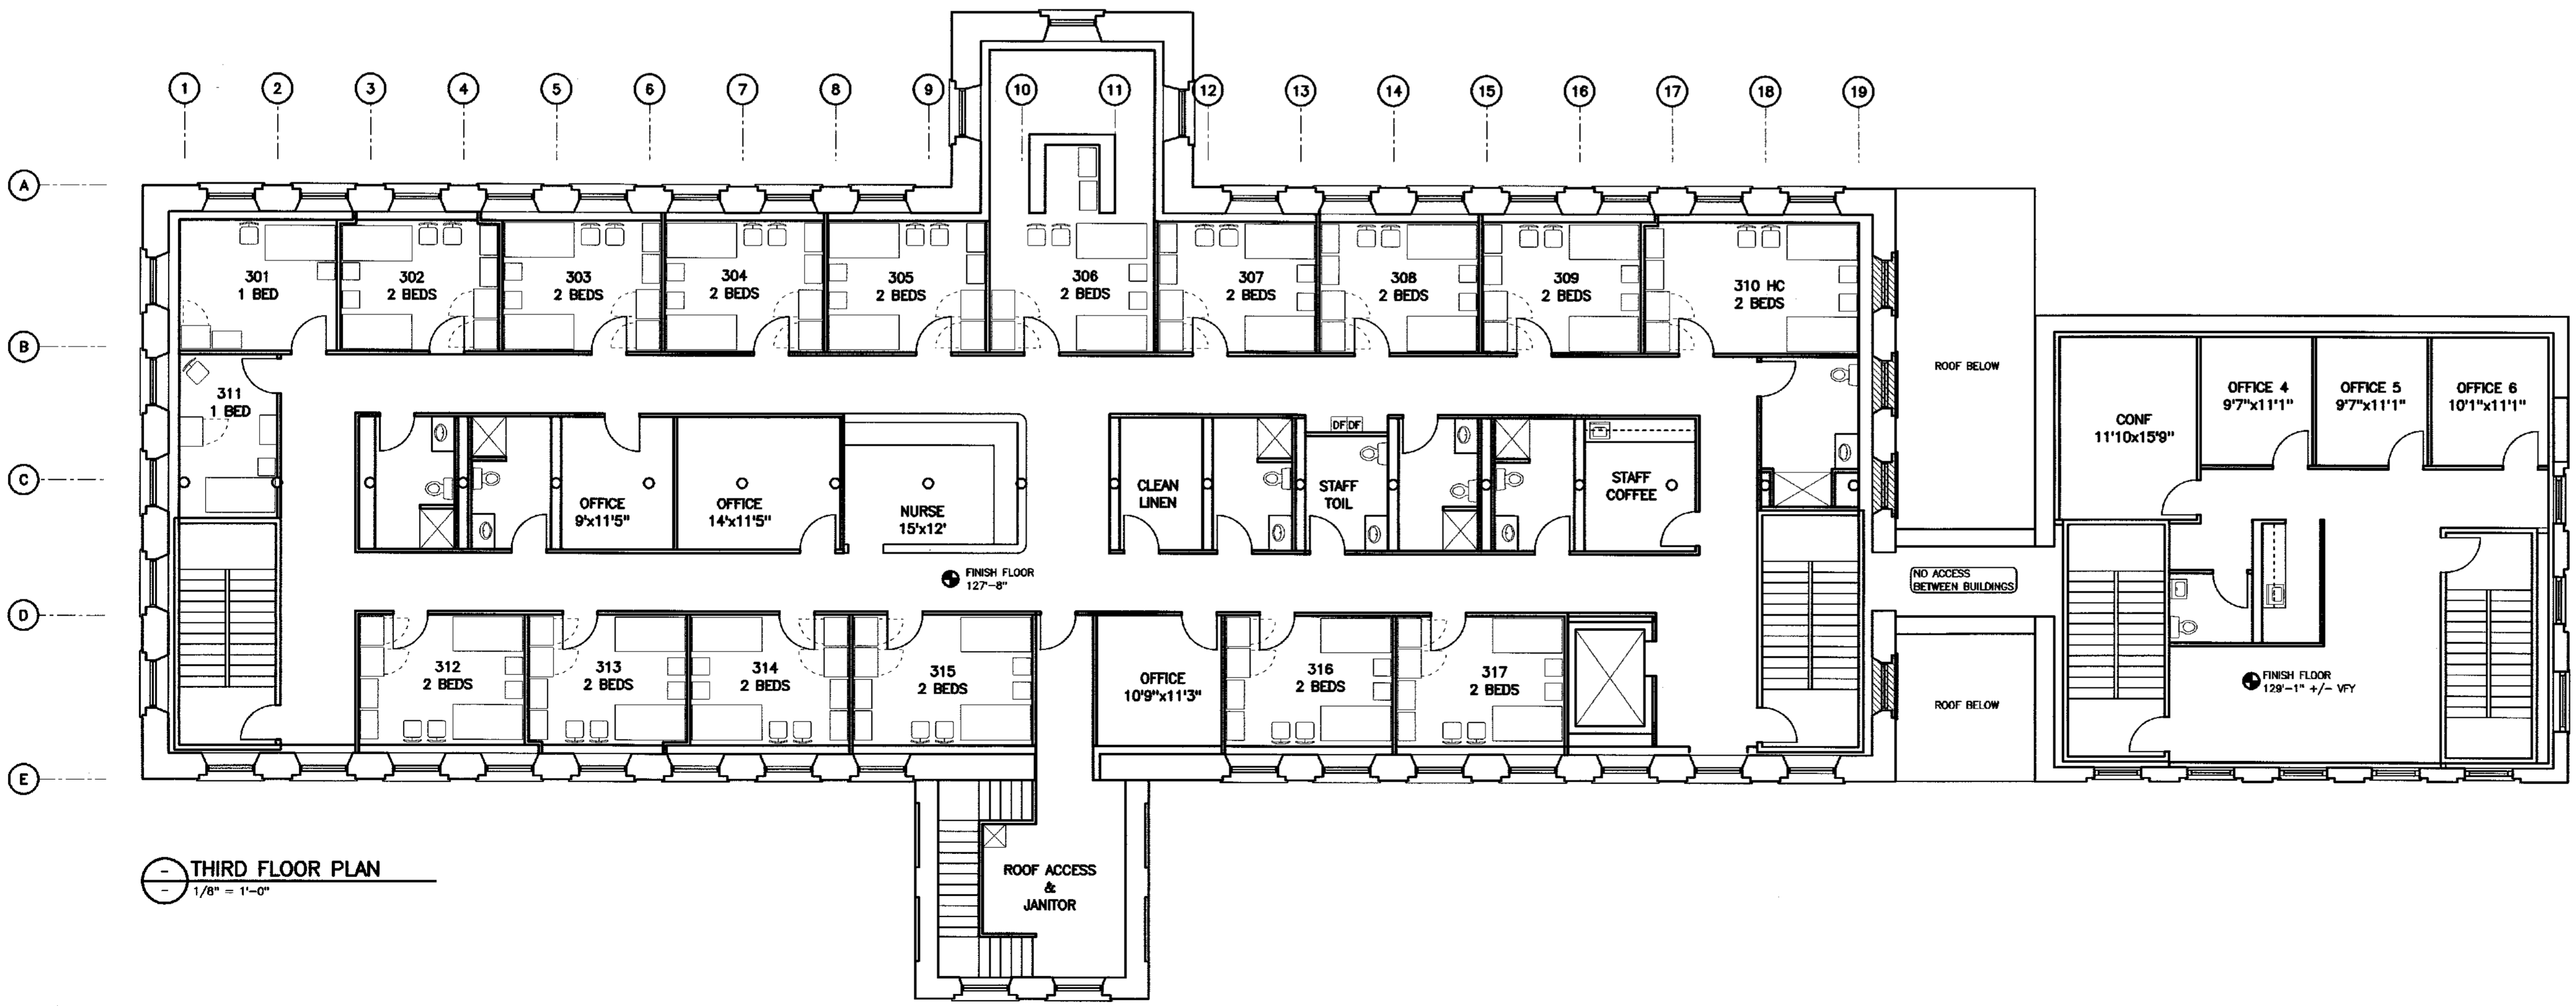 1 2 3 4 5 6 7 8 9 10 11 12 13 14 15 16 17 18 19
A
B
C
D
E
301
1 BED
302
2 BEDS
303
2 BEDS
304
2 BEDS
305
2 BEDS
306
2 BEDS
307
2 BEDS
308
2 BEDS
309
2 BEDS
310 HC
2 BEDS
311
1 BED
OFFICE
9'x11'5"
OFFICE
14'x11'5"
NURSE
15'x12'
CLEAN
LINEN
DF DF
STAFF
TOIL
STAFF
COFFEE
ROOF BELOW
CONF
11'10x15'9"
OFFICE 4
9'7"x11'1"
OFFICE 5
9'7"x11'1"
OFFICE 6
10'1"x11'1"
FINISH FLOOR
127'-8"
NO ACCESS
BETWEEN BUILDINGS
312
2 BEDS
313
2 BEDS
314
2 BEDS
315
2 BEDS
OFFICE
10'9"x11'3"
316
2 BEDS
317
2 BEDS
ROOF BELOW
FINISH FLOOR
129'-1" +/- VFY
ROOF ACCESS
&
JANITOR
-
-
THIRD FLOOR PLAN
1/8" = 1'-0"